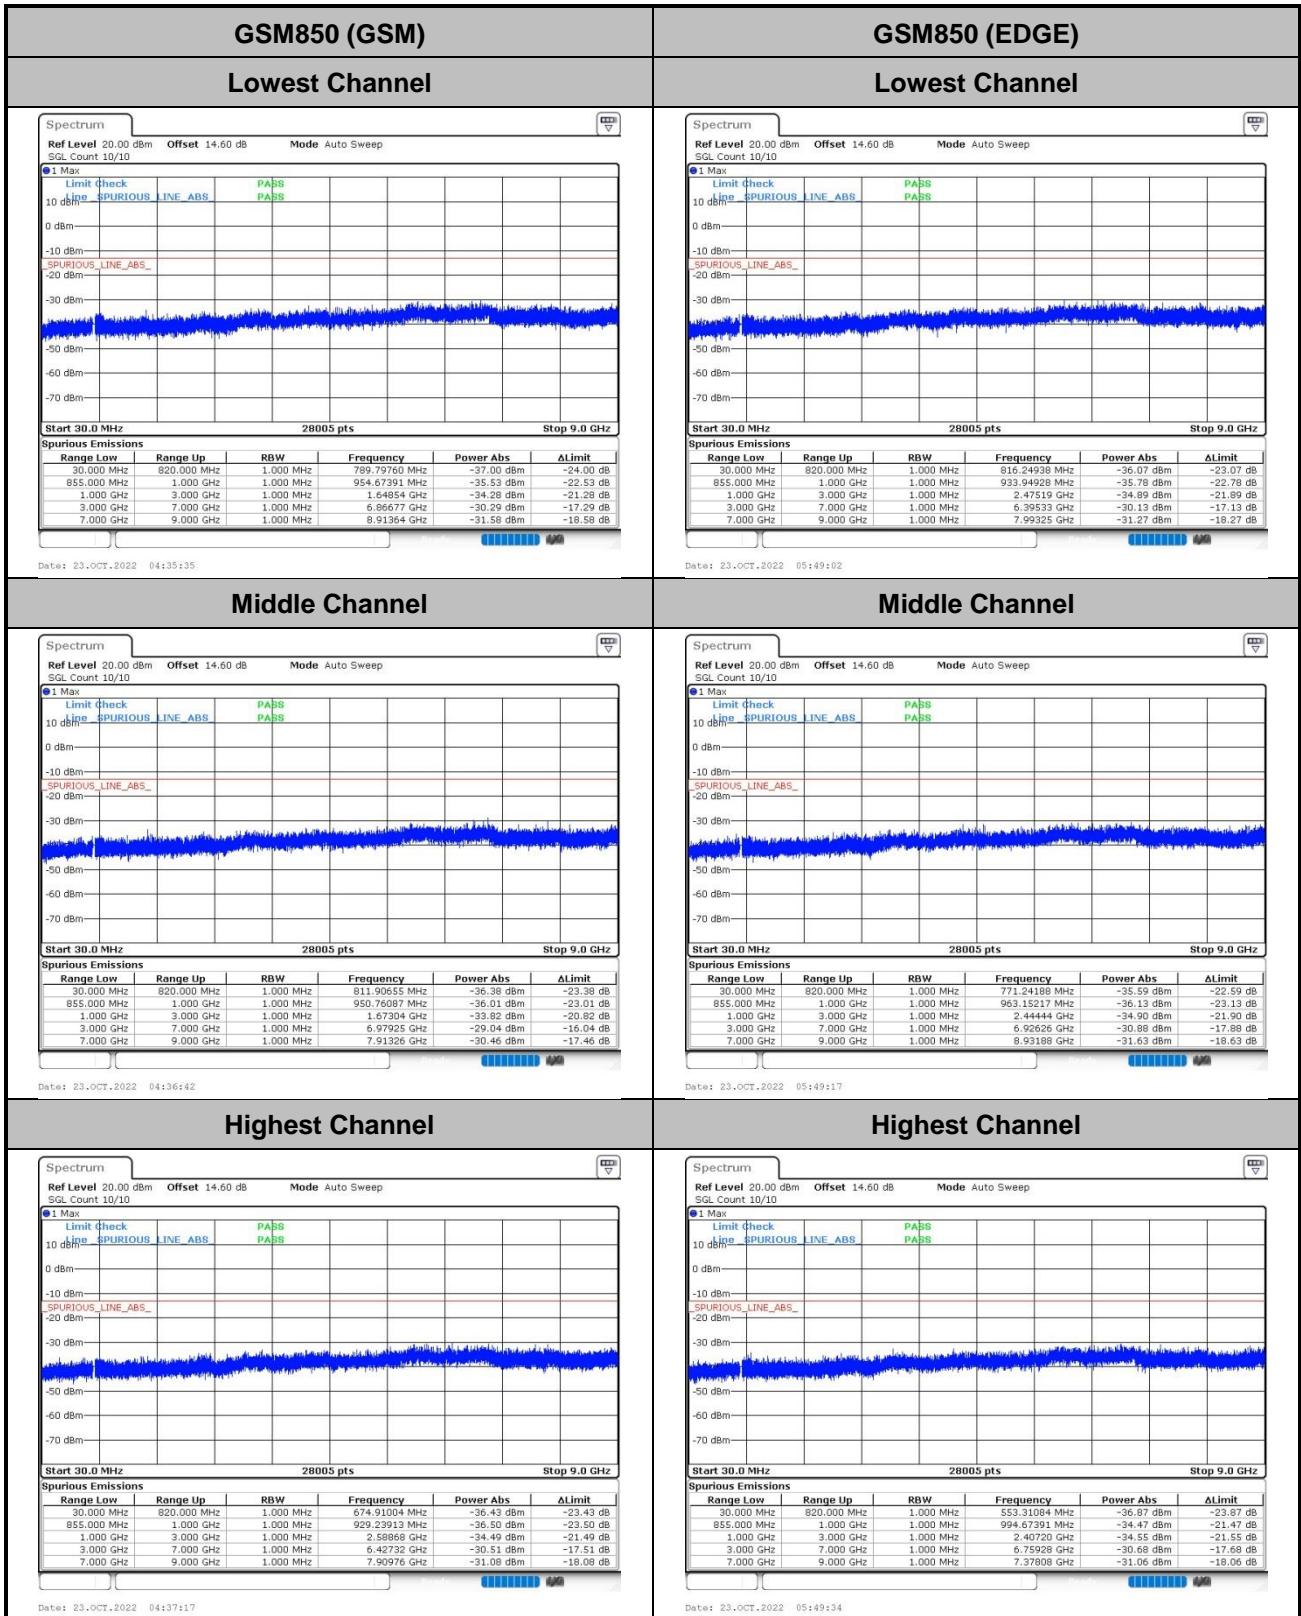 GSM850 (GSM) GSM850 (EDGE)
Lowest Channel Lowest Channel
Spectrum
Ref Level 20.00 dBm Offset 14.60 dB Mode Auto Sweep
SGL Count 10/10
1 Max
Limit Check PASS
10 dBm Line _SPURIOUS_LINE_ABS_ PASS
0 dBm
-10 dBm
_SPURIOUS_LINE_ABS_
-20 dBm
-30 dBm
-50 dBm
-60 dBm
-70 dBm
Start 30.0 MHz 28005 pts Stop 9.0 GHz
Spurious Emissions
Range Low Range Up RBW Frequency Power Abs ΔLimit
30.000 MHz 820.000 MHz 1.000 MHz 789.79760 MHz -37.00 dBm -24.00 dB
855.000 MHz 1.000 GHz 1.000 MHz 954.67391 MHz -35.53 dBm -22.53 dB
1.000 GHz 3.000 GHz 1.000 MHz 1.64854 GHz -34.28 dBm -21.28 dB
3.000 GHz 7.000 GHz 1.000 MHz 6.86677 GHz -30.29 dBm -17.29 dB
7.000 GHz 9.000 GHz 1.000 MHz 8.91364 GHz -31.58 dBm -18.58 dB
Date: 23.OCT.2022 04:35:35
Spectrum
Ref Level 20.00 dBm Offset 14.60 dB Mode Auto Sweep
SGL Count 10/10
1 Max
Limit Check PASS
10 dBm Line _SPURIOUS_LINE_ABS_ PASS
0 dBm
-10 dBm
_SPURIOUS_LINE_ABS_
-20 dBm
-30 dBm
-50 dBm
-60 dBm
-70 dBm
Start 30.0 MHz 28005 pts Stop 9.0 GHz
Spurious Emissions
Range Low Range Up RBW Frequency Power Abs ΔLimit
30.000 MHz 820.000 MHz 1.000 MHz 816.24938 MHz -36.07 dBm -23.07 dB
855.000 MHz 1.000 GHz 1.000 MHz 933.94928 MHz -35.78 dBm -22.78 dB
1.000 GHz 3.000 GHz 1.000 MHz 2.47519 GHz -34.89 dBm -21.89 dB
3.000 GHz 7.000 GHz 1.000 MHz 6.39533 GHz -30.13 dBm -17.13 dB
7.000 GHz 9.000 GHz 1.000 MHz 7.99325 GHz -31.27 dBm -18.27 dB
Date: 23.OCT.2022 05:49:02
Middle Channel Middle Channel
Spectrum
Ref Level 20.00 dBm Offset 14.60 dB Mode Auto Sweep
SGL Count 10/10
1 Max
Limit Check PASS
10 dBm Line _SPURIOUS_LINE_ABS_ PASS
0 dBm
-10 dBm
_SPURIOUS_LINE_ABS_
-20 dBm
-30 dBm
-50 dBm
-60 dBm
-70 dBm
Start 30.0 MHz 28005 pts Stop 9.0 GHz
Spurious Emissions
Range Low Range Up RBW Frequency Power Abs ΔLimit
30.000 MHz 820.000 MHz 1.000 MHz 811.90655 MHz -36.38 dBm -23.38 dB
855.000 MHz 1.000 GHz 1.000 MHz 950.76087 MHz -36.01 dBm -23.01 dB
1.000 GHz 3.000 GHz 1.000 MHz 1.67304 GHz -33.82 dBm -20.82 dB
3.000 GHz 7.000 GHz 1.000 MHz 6.97925 GHz -29.04 dBm -16.04 dB
7.000 GHz 9.000 GHz 1.000 MHz 7.91326 GHz -30.46 dBm -17.46 dB
Date: 23.OCT.2022 04:36:42
Spectrum
Ref Level 20.00 dBm Offset 14.60 dB Mode Auto Sweep
SGL Count 10/10
1 Max
Limit Check PASS
10 dBm Line _SPURIOUS_LINE_ABS_ PASS
0 dBm
-10 dBm
_SPURIOUS_LINE_ABS_
-20 dBm
-30 dBm
-50 dBm
-60 dBm
-70 dBm
Start 30.0 MHz 28005 pts Stop 9.0 GHz
Spurious Emissions
Range Low Range Up RBW Frequency Power Abs ΔLimit
30.000 MHz 820.000 MHz 1.000 MHz 771.24188 MHz -35.59 dBm -22.59 dB
855.000 MHz 1.000 GHz 1.000 MHz 963.15217 MHz -36.13 dBm -23.13 dB
1.000 GHz 3.000 GHz 1.000 MHz 2.44444 GHz -34.90 dBm -21.90 dB
3.000 GHz 7.000 GHz 1.000 MHz 6.92626 GHz -30.88 dBm -17.88 dB
7.000 GHz 9.000 GHz 1.000 MHz 8.93188 GHz -31.63 dBm -18.63 dB
Date: 23.OCT.2022 05:49:17
Highest Channel Highest Channel
Spectrum
Ref Level 20.00 dBm Offset 14.60 dB Mode Auto Sweep
SGL Count 10/10
1 Max
Limit Check PASS
10 dBm Line _SPURIOUS_LINE_ABS_ PASS
0 dBm
-10 dBm
_SPURIOUS_LINE_ABS_
-20 dBm
-30 dBm
-50 dBm
-60 dBm
-70 dBm
Start 30.0 MHz 28005 pts Stop 9.0 GHz
Spurious Emissions
Range Low Range Up RBW Frequency Power Abs ΔLimit
30.000 MHz 820.000 MHz 1.000 MHz 674.91004 MHz -36.43 dBm -23.43 dB
855.000 MHz 1.000 GHz 1.000 MHz 929.23913 MHz -36.50 dBm -23.50 dB
1.000 GHz 3.000 GHz 1.000 MHz 2.58868 GHz -34.49 dBm -21.49 dB
3.000 GHz 7.000 GHz 1.000 MHz 6.42732 GHz -30.51 dBm -17.51 dB
7.000 GHz 9.000 GHz 1.000 MHz 7.90976 GHz -31.08 dBm -18.08 dB
Date: 23.OCT.2022 04:37:17
Spectrum
Ref Level 20.00 dBm Offset 14.60 dB Mode Auto Sweep
SGL Count 10/10
1 Max
Limit Check PASS
10 dBm Line _SPURIOUS_LINE_ABS_ PASS
0 dBm
-10 dBm
_SPURIOUS_LINE_ABS_
-20 dBm
-30 dBm
-50 dBm
-60 dBm
-70 dBm
Start 30.0 MHz 28005 pts Stop 9.0 GHz
Spurious Emissions
Range Low Range Up RBW Frequency Power Abs ΔLimit
30.000 MHz 820.000 MHz 1.000 MHz 553.31084 MHz -36.87 dBm -23.87 dB
855.000 MHz 1.000 GHz 1.000 MHz 994.67391 MHz -34.47 dBm -21.47 dB
1.000 GHz 3.000 GHz 1.000 MHz 2.40720 GHz -34.55 dBm -21.55 dB
3.000 GHz 7.000 GHz 1.000 MHz 6.75928 GHz -30.68 dBm -17.68 dB
7.000 GHz 9.000 GHz 1.000 MHz 7.37808 GHz -31.06 dBm -18.06 dB
Date: 23.OCT.2022 05:49:34